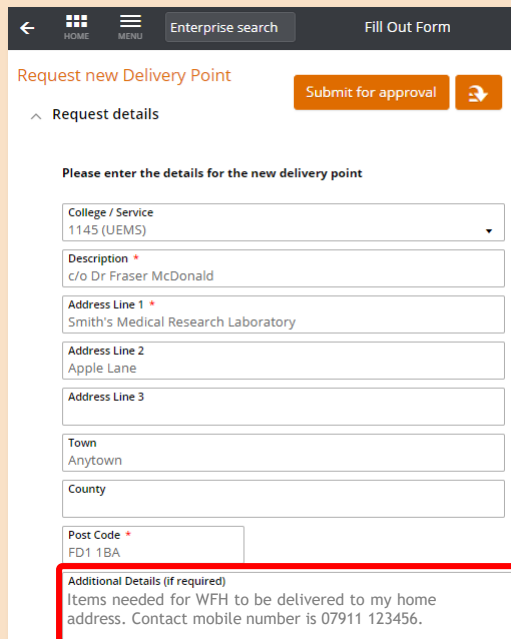 HOME
MENU
Enterprise search
Fill Out Form
Request new Delivery Point
Submit for approval
Request details
Please enter the details for the new delivery point
College / Service
1145 (UEMS)
Description *
c/o Dr Fraser McDonald
Address Line 1 *
Smith's Medical Research Laboratory
Address Line 2
Apple Lane
Address Line 3
Town
Anytown
County
Post Code *
FD1 1BA
Additional Details (if required)
Items needed for WFH to be delivered to my home
address. Contact mobile number is 07911 123456.